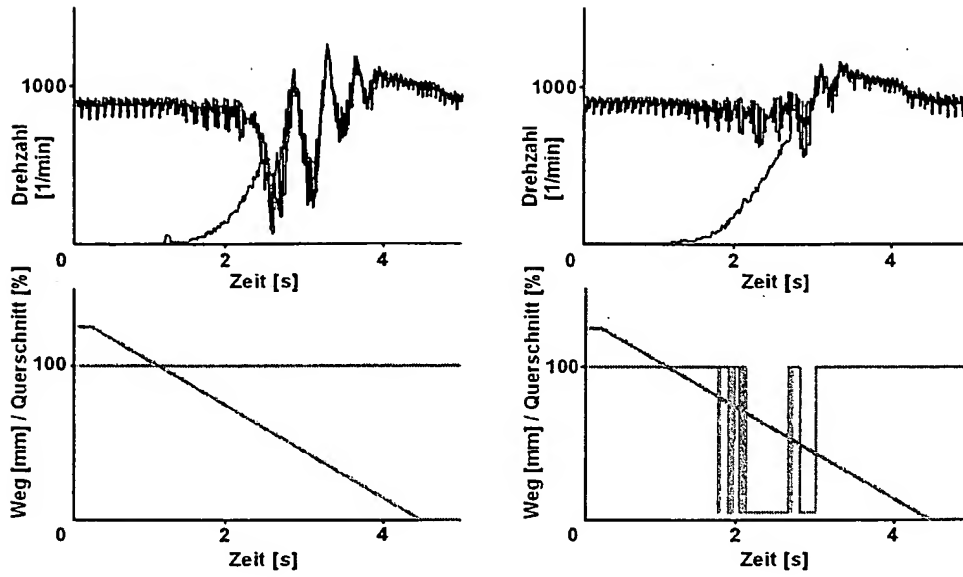 Drehzahl
[1/min]
1000
0
2
4
Zeit [s]
Drehzahl
[1/min]
1000
0
2
4
Zeit [s]
Weg [mm] / Querschnitt [%]
100
0
2
4
Zeit [s]
Weg [mm] / Querschnitt [%]
100
0
2
4
Zeit [s]